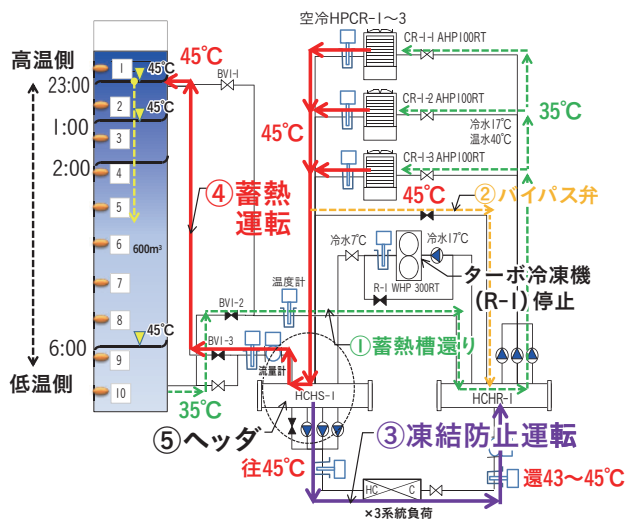 空冷HPCR-1〜3
高温側
23:00
1:00
2:00
6:00
低温側
1
2
3
4
5
6
7
8
9
10
45℃
45℃
45℃
600m³
45℃
BV1-1
BV1-2
BV1-3
④蓄熱
運転
45℃
45℃
CR-1-1 AHP100RT
CR-1-2 AHP100RT
CR-1-3 AHP100RT
冷水17℃
温水40℃
35℃
②バイパス弁
冷水7℃
冷水17℃
R-1 WHP 300RT
ターボ冷凍機
(R-1)停止
温度計
①蓄熱槽還り
流量計
35℃
HCHS-1
HCHR-1
⑤ヘッダ
③凍結防止運転
往45℃
還43〜45℃
HC
C
×3系統負荷